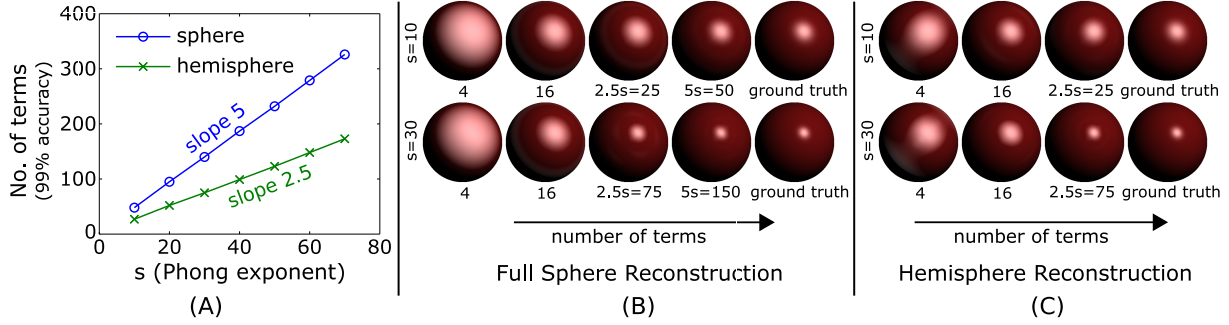 400
300
200
100
0
No. of terms
(99% accuracy)
sphere
hemisphere
slope 5
slope 2.5
0 20 40 60 80
s (Phong exponent)
(A)
s=10
4 16 2.5s=25 5s=50 ground truth
s=30
4 16 2.5s=75 5s=150 ground truth
number of terms
Full Sphere Reconstruction
(B)
s=10
4 16 2.5s=25 ground truth
s=30
4 16 2.5s=75 ground truth
number of terms
Hemisphere Reconstruction
(C)